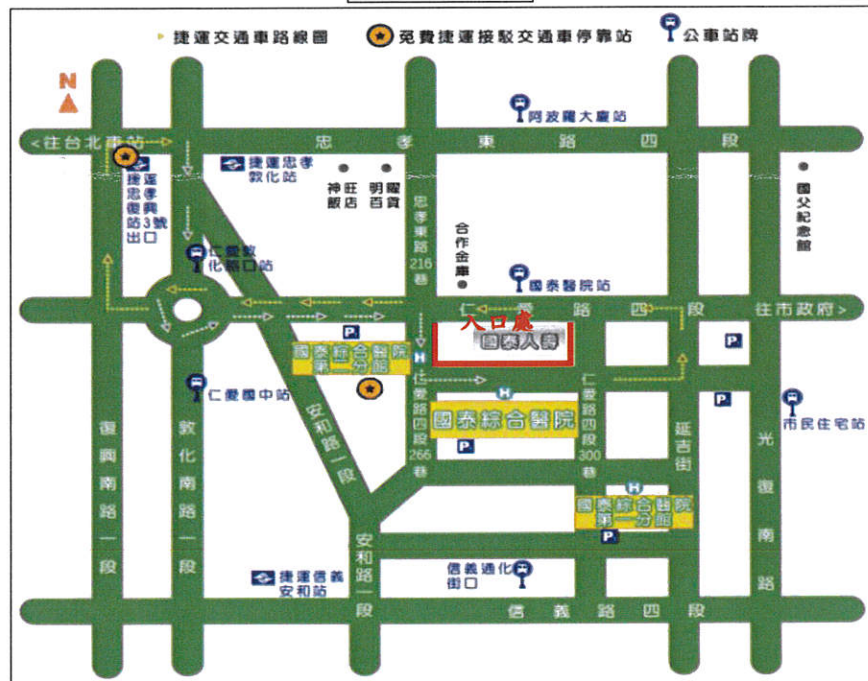 捷運交通車路線圖
免費捷運接駁交通車停靠站
公車站牌
N
阿波羅大廈站
<往台北車站
忠孝東路四段
捷運
忠孝
復興
站3號
出口
捷運忠孝
敦化站
神旺
飯店
明曜
百貨
忠孝東路216巷
合作金庫
國父紀念館
仁愛敦
化路口站
國泰醫院站
仁愛路四段
往市政府>
入口處
國泰人壽
P
國泰綜合醫院
第一分館
H
P
仁愛國中站
H
P
市民住宅站
國泰綜合醫院
P
仁愛路四段266巷
仁愛路四段300巷
延吉街
光復南路
復興南路一段
敦化南路一段
安和路一段
H
國泰綜合醫院
第一分館
P
安和路一段
捷運信義
安和站
信義通化
街口
信義路四段